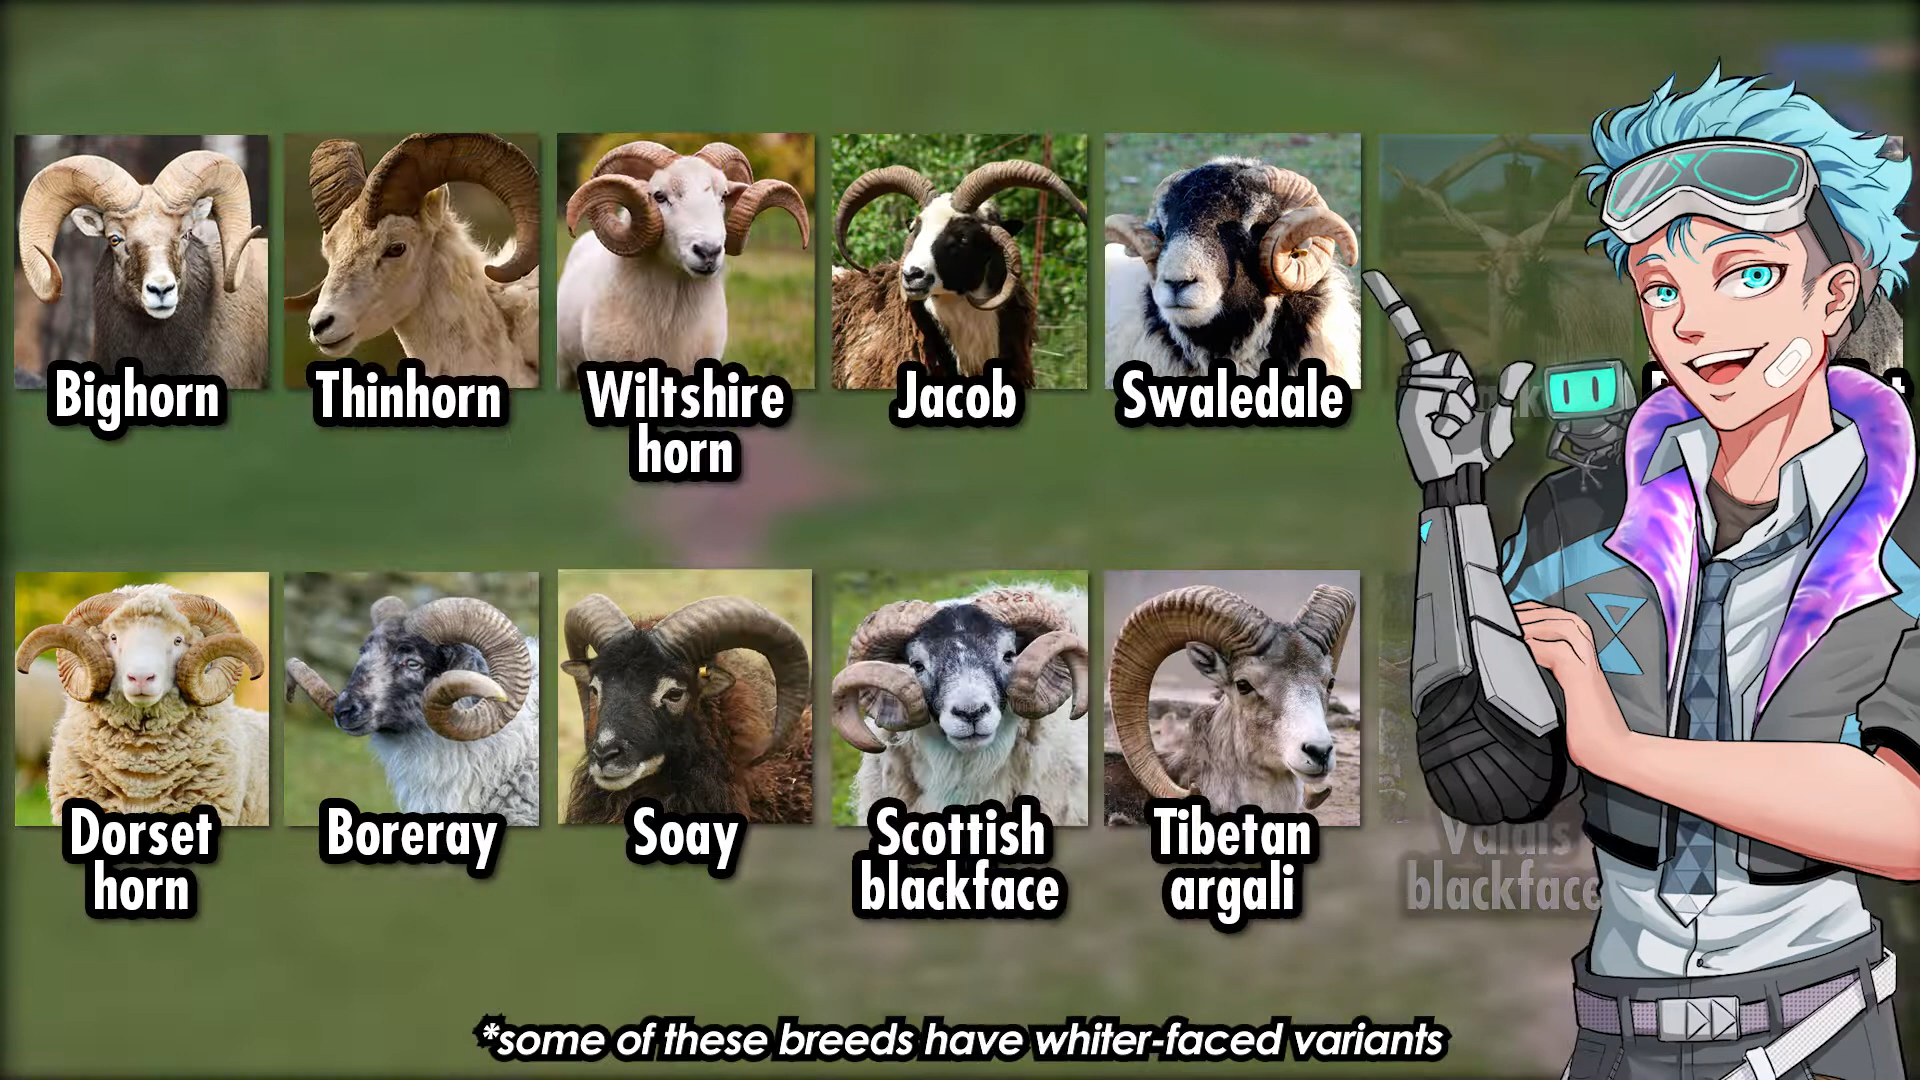 Bighorn
Thinhorn
Wiltshire
horn
Jacob
Swaledale
Dorset
horn
Boreray
Soay
Scottish
blackface
Tibetan
argali
Valais
blackface
*some of these breeds have whiter-faced variants